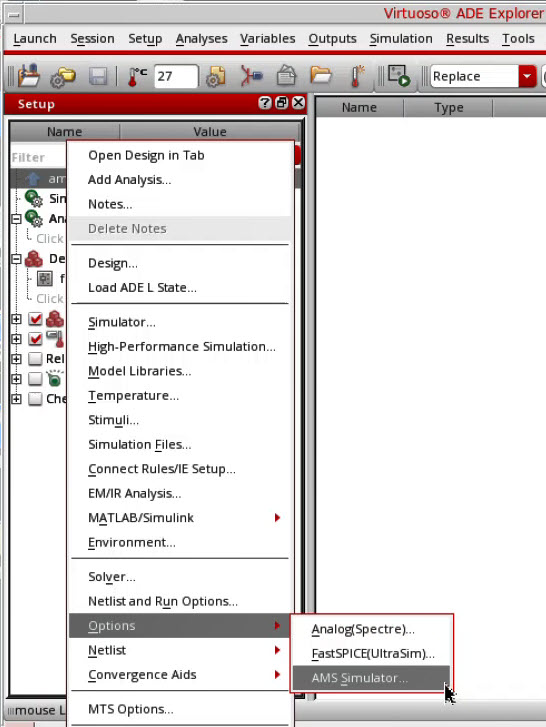 Virtuoso® ADE Explorer
Launch Session Setup Analyses Variables Outputs Simulation Results Tools
°C 27 Replace
Setup
Name Value
Name Type
Filter
Open Design in Tab
am
Add Analysis...
Sin
Notes...
An
Delete Notes
Click
De
Design...
f
Load ADE L State...
Click
Simulator...
High-Performance Simulation...
Rel
Model Libraries...
Che
Temperature...
Stimuli...
Simulation Files...
Connect Rules/IE Setup...
EM/IR Analysis...
MATLAB/Simulink
Environment...
Solver...
Netlist and Run Options...
Options
Analog(Spectre)...
Netlist
FastSPICE(UltraSim)...
Convergence Aids
AMS Simulator...
MTS Options...
mouse L